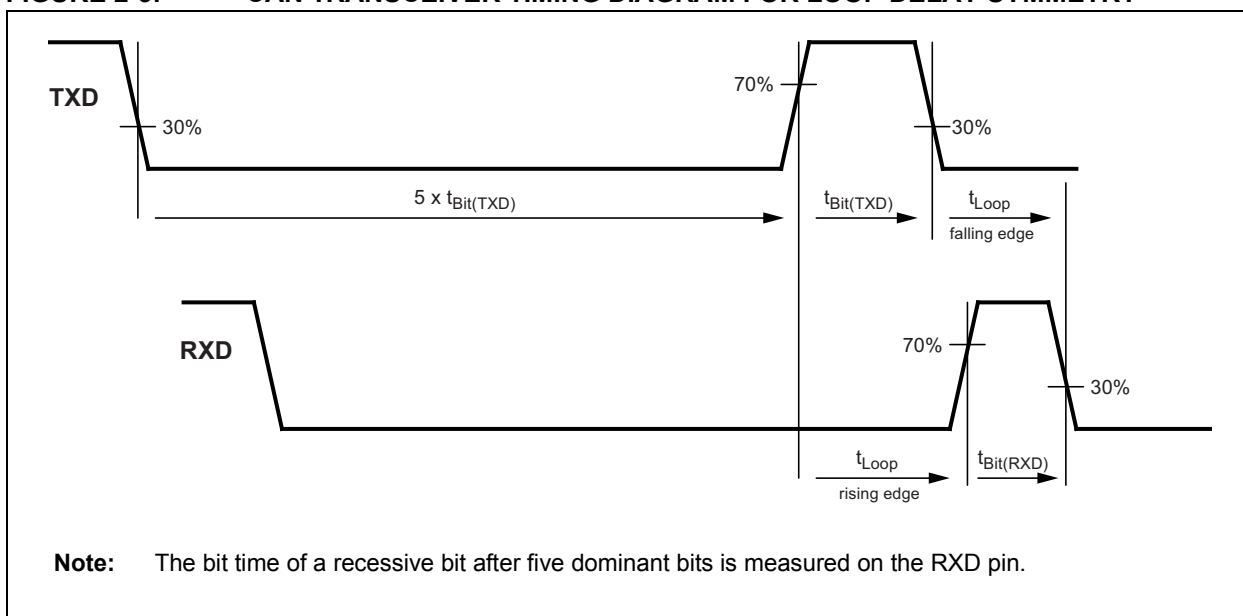 TXD
70%
30%
30%
5 x tBit(TXD)
tBit(TXD)
tLoop
falling edge
RXD
70%
30%
tLoop
tBit(RXD)
rising edge
Note: The bit time of a recessive bit after five dominant bits is measured on the RXD pin.